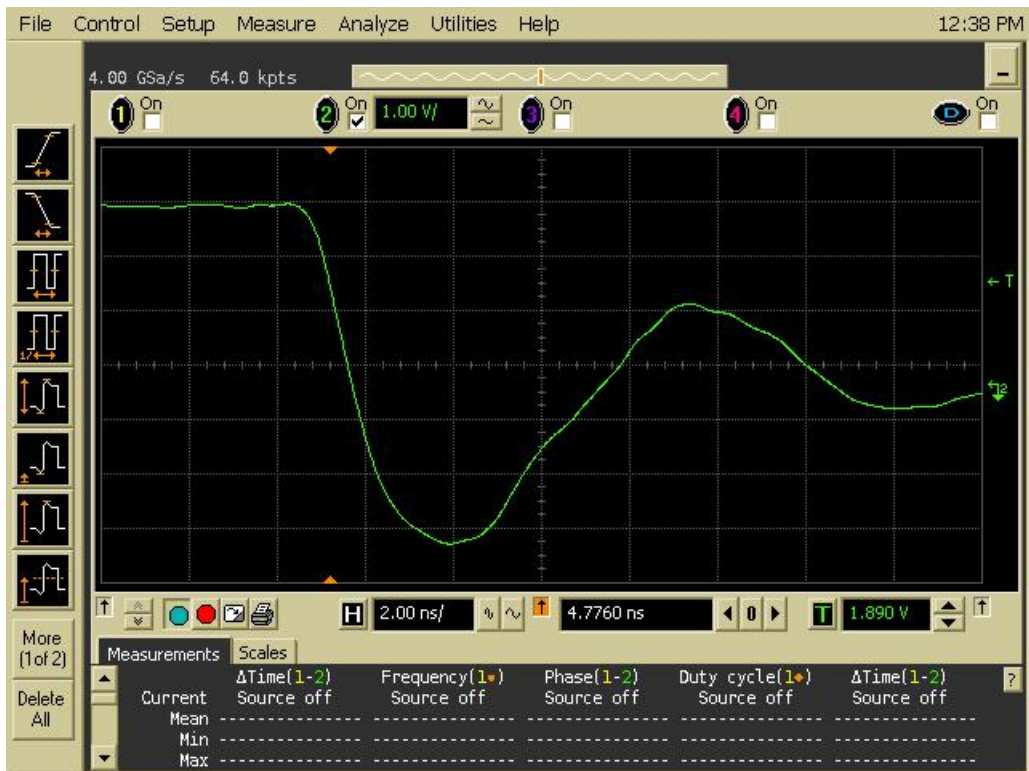 File Control Setup Measure Analyze Utilities Help 12:38 PM
4.00 GSa/s 64.0 kpts
1 On 2 On 1.00 V/ 3 On 4 On D On
T
2
H 2.00 ns/ 4.7760 ns 0 T 1.890 V
1/
More
(1of 2)
Delete
All
Measurements Scales
ΔTime(1-2) Frequency(1) Phase(1-2) Duty cycle(1) ΔTime(1-2) ?
Current Source off Source off Source off Source off Source off
Mean --------------- --------------- --------------- --------------- ---------------
Min --------------- --------------- --------------- --------------- ---------------
Max --------------- --------------- --------------- --------------- ---------------